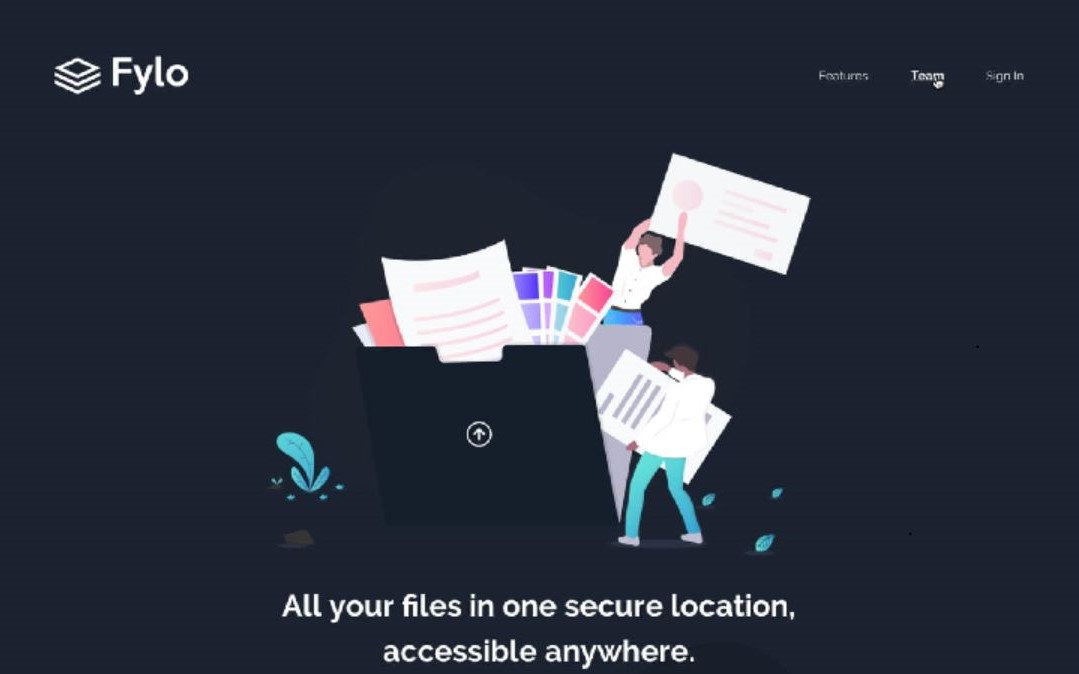 Fylo
Features Team Sign In
All your files in one secure location,
accessible anywhere.